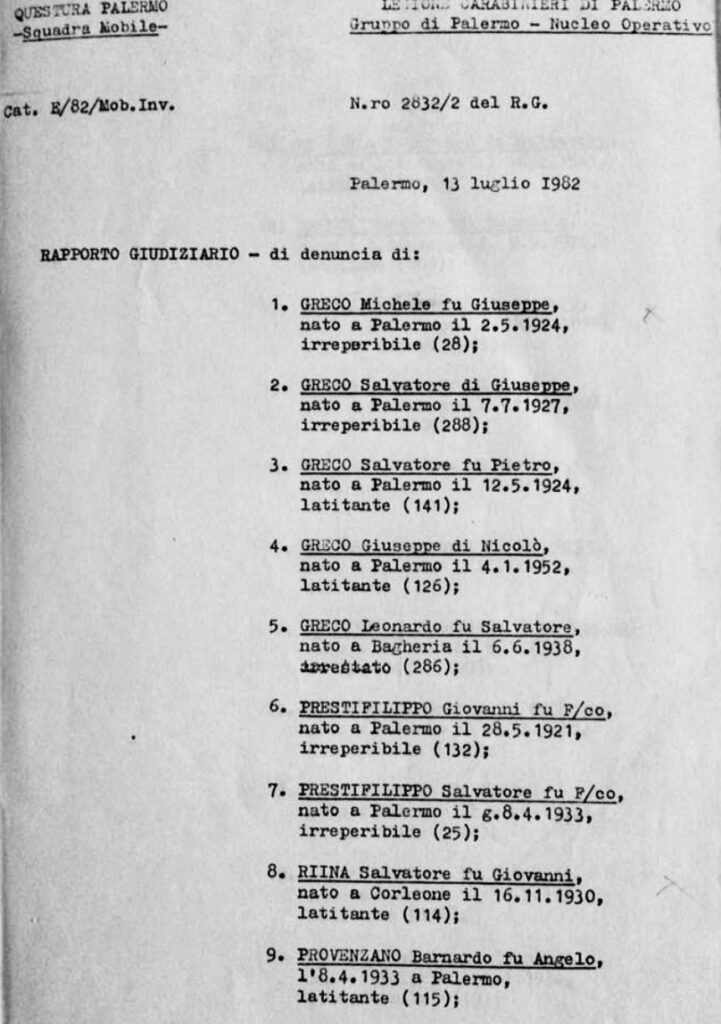 QUESTURA PALERMO
-Squadra Mobile-
LEGIONE CARABINIERI DI PALERMO
Gruppo di Palermo - Nucleo Operativo
Cat. E/82/Mob.Inv.
N.ro 2832/2 del R.G.
Palermo, 13 luglio I982
RAPPORTO GIUDIZIARIO - di denuncia di:
1. GRECO Michele fu Giuseppe,
nato a Palermo il 2.5.1924,
irreperibile (28);
2. GRECO Salvatore di Giuseppe,
nato a Palermo il 7.7.1927,
irreperibile (288);
3. GRECO Salvatore fu Pietro,
nato a Palermo il 12.5.1924,
latitante (141);
4. GRECO Giuseppe di Nicolò,
nato a Palermo il 4.1.1952,
latitante (126);
5. GRECO Leonardo fu Salvatore,
nato a Bagheria il 6.6.1938,
arrestato (286);
6. PRESTIFILIPPO Giovanni fu F/co,
nato a Palermo il 28.5.1921,
irreperibile (132);
7. PRESTIFILIPPO Salvatore fu F/co,
nato a Palermo il g.8.4.1933,
irreperibile (25);
8. RIINA Salvatore fu Giovanni,
nato a Corleone il 16.11.1930,
latitante (114);
9. PROVENZANO Barnardo fu Angelo,
l'8.4.1933 a Palermo,
latitante (115);